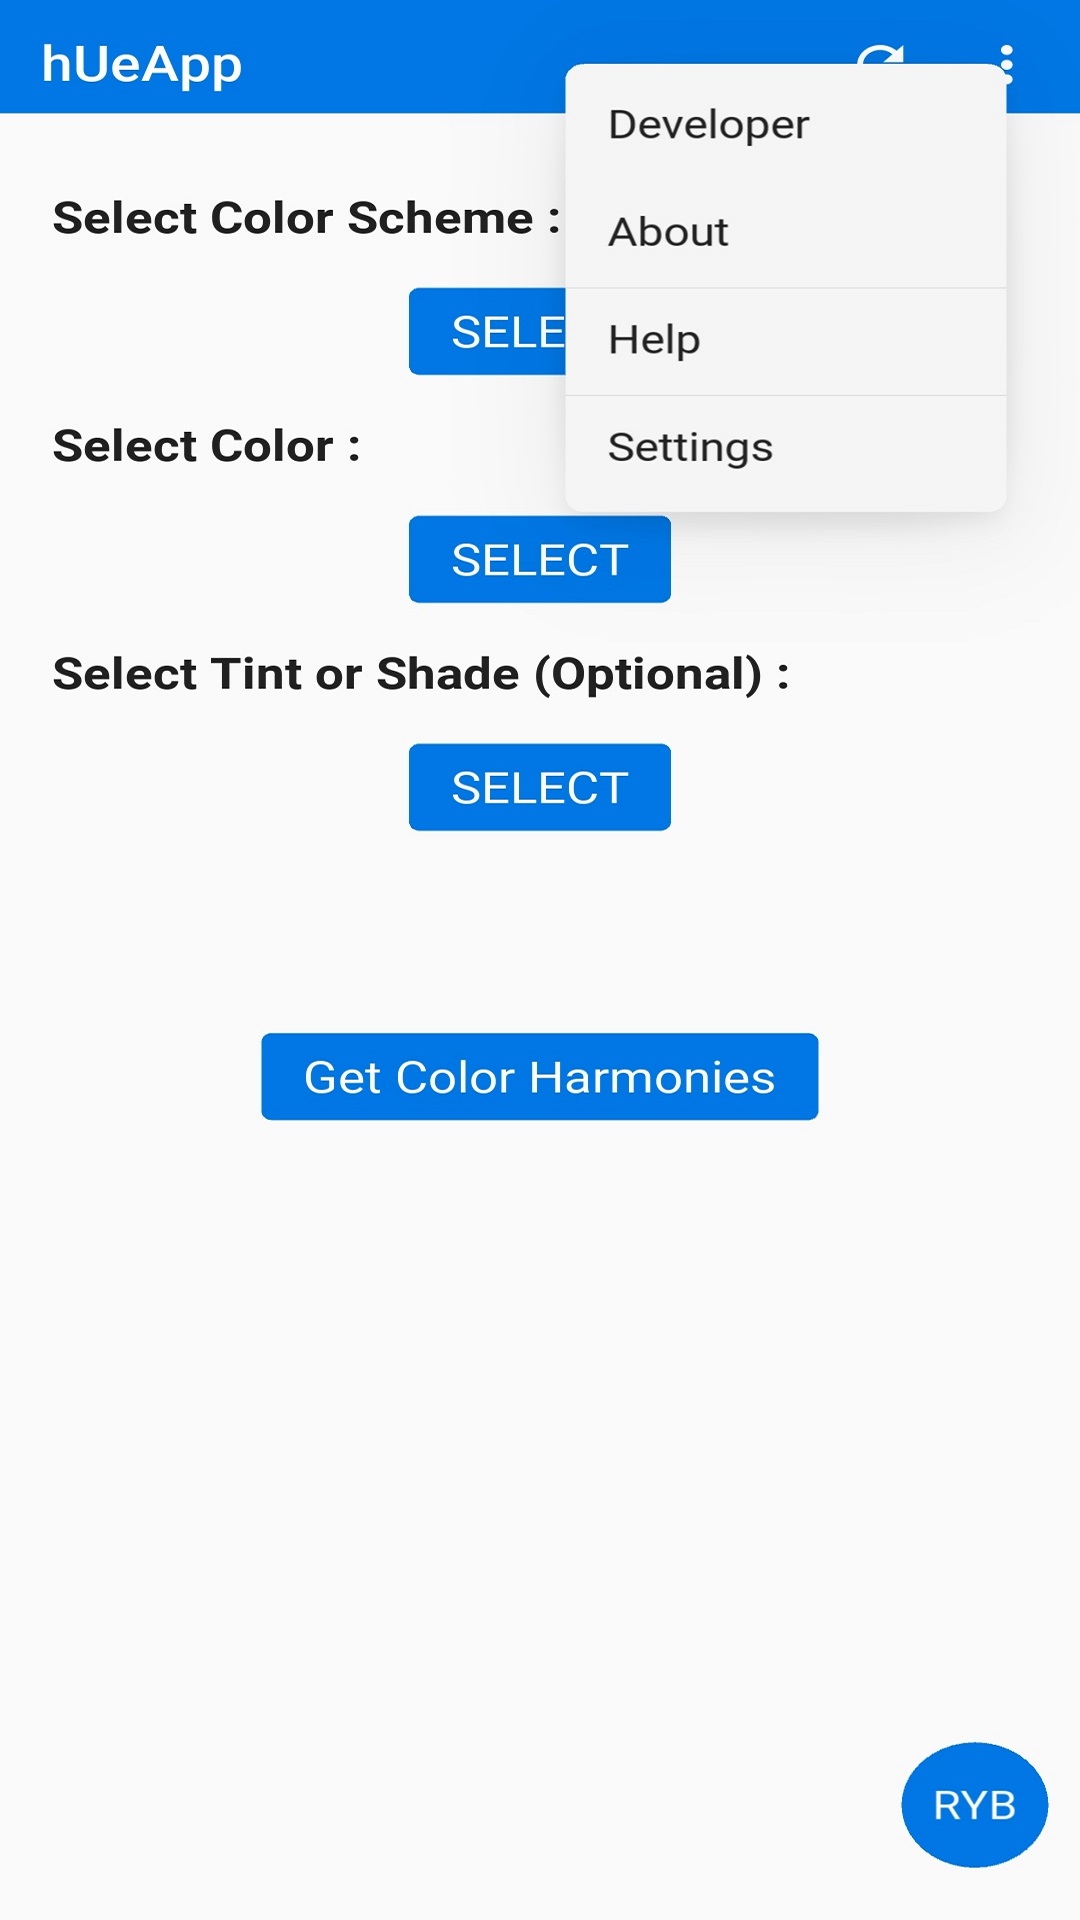 hUeApp
Developer
About
Help
Settings
Select Color Scheme :
SELE
Select Color :
SELECT
Select Tint or Shade (Optional) :
SELECT
Get Color Harmonies
RYB